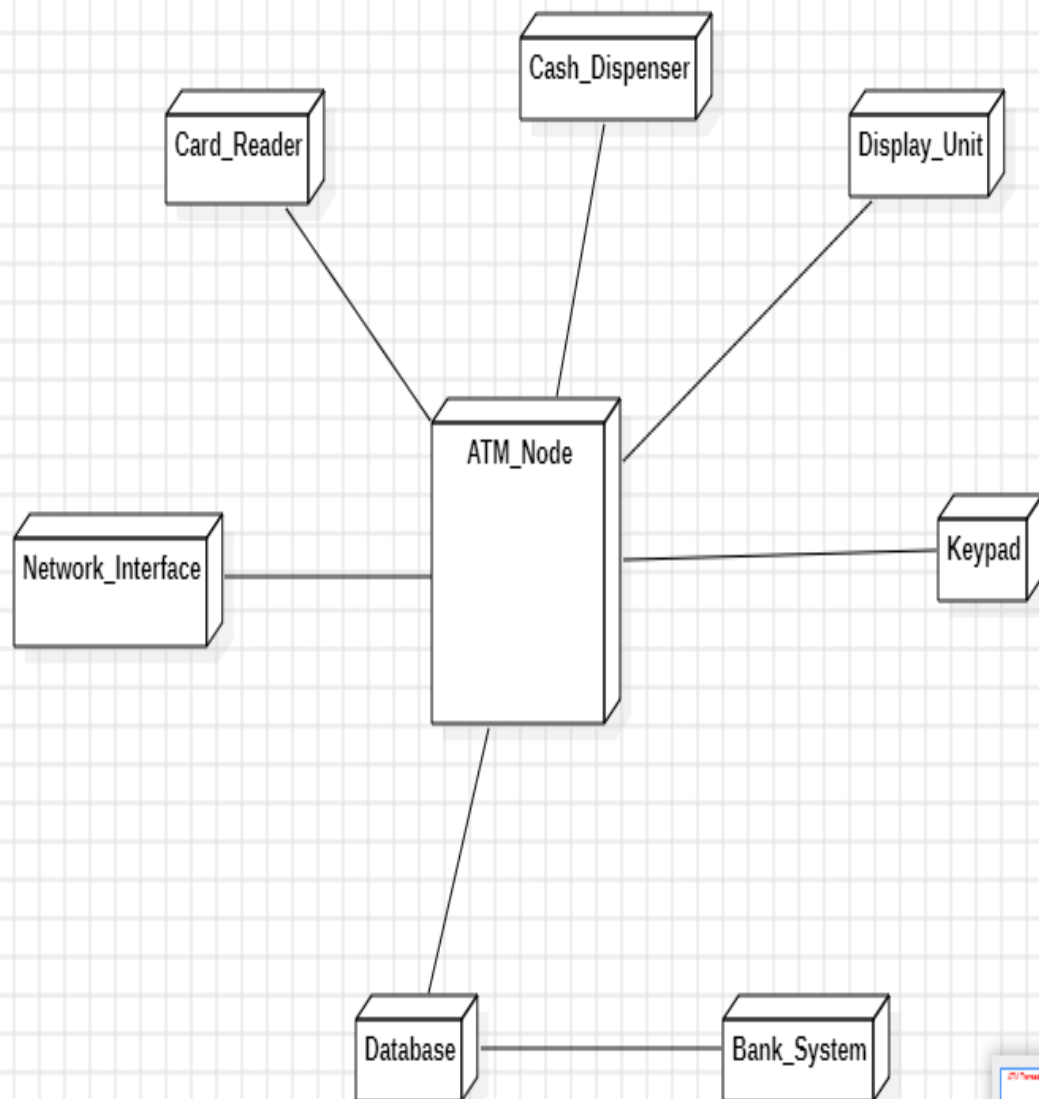 Cash_Dispenser
Card_Reader
Display_Unit
ATM_Node
Keypad
Network_Interface
Database
Bank_System